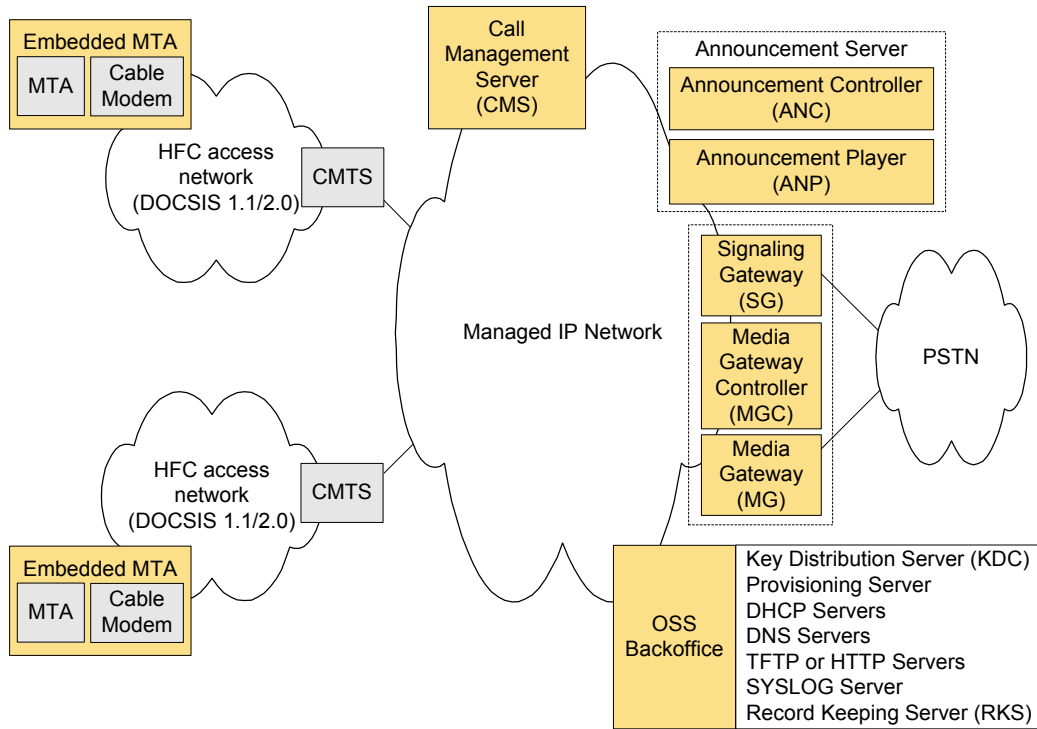 Embedded MTA
MTA
Cable
Modem
HFC access
network
(DOCSIS 1.1/2.0)
CMTS
Call
Management
Server
(CMS)
Announcement Server
Announcement Controller
(ANC)
Announcement Player
(ANP)
Signaling
Gateway
(SG)
Media
Gateway
Controller
(MGC)
Media
Gateway
(MG)
Managed IP Network
PSTN
HFC access
network
(DOCSIS 1.1/2.0)
CMTS
Embedded MTA
MTA
Cable
Modem
OSS
Backoffice
Key Distribution Server (KDC)
Provisioning Server
DHCP Servers
DNS Servers
TFTP or HTTP Servers
SYSLOG Server
Record Keeping Server (RKS)